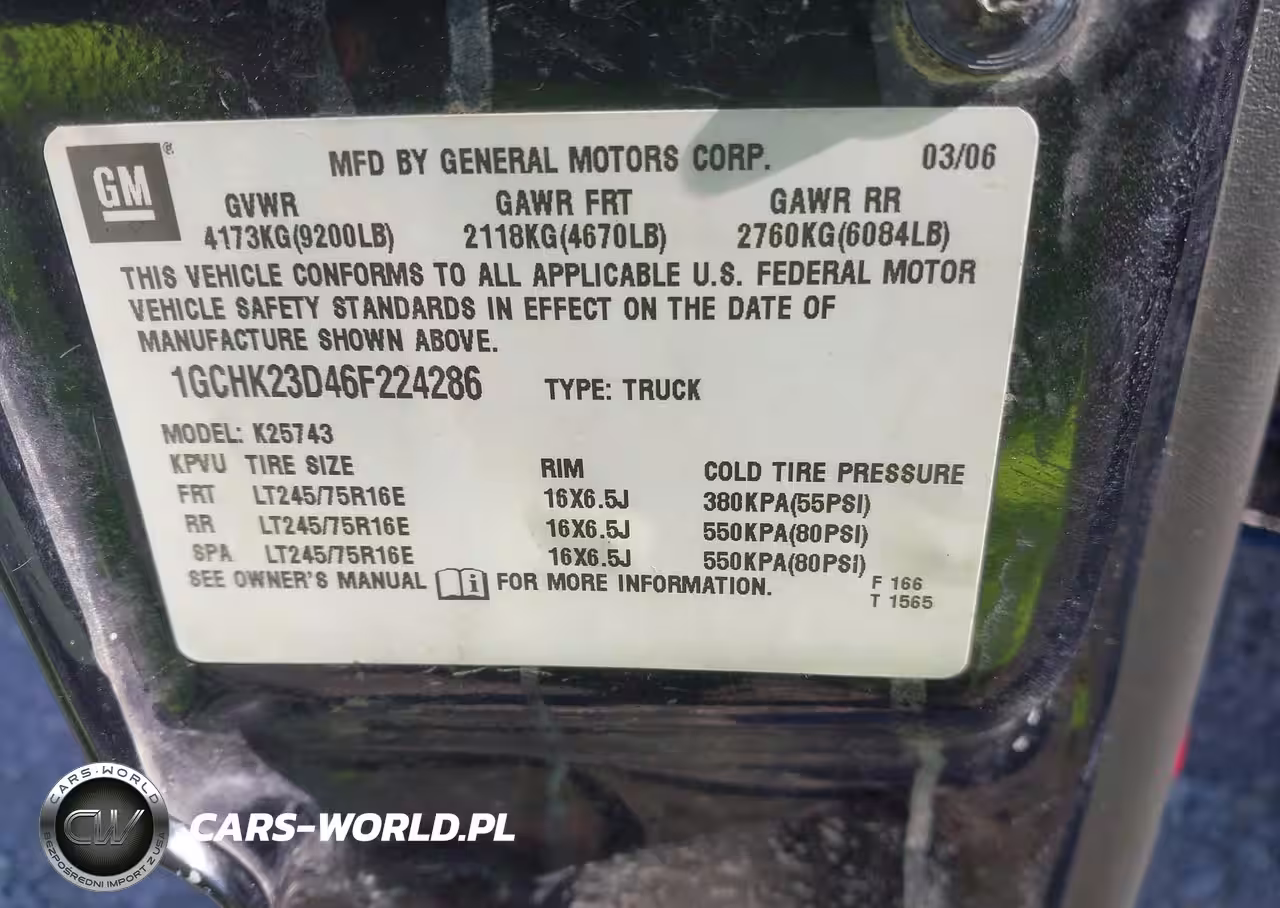 GM
®
MFD BY GENERAL MOTORS CORP. 03/06
GVWR GAWR FRT GAWR RR
4173KG(9200LB) 2118KG(4670LB) 2760KG(6084LB)
THIS VEHICLE CONFORMS TO ALL APPLICABLE U.S. FEDERAL MOTOR
VEHICLE SAFETY STANDARDS IN EFFECT ON THE DATE OF
MANUFACTURE SHOWN ABOVE.
1GCHK23D46F224286 TYPE: TRUCK
MODEL: K25743
KPVU TIRE SIZE RIM COLD TIRE PRESSURE
FRT LT245/75R16E 16X6.5J 380KPA(55PSI)
RR LT245/75R16E 16X6.5J 550KPA(80PSI)
SPA LT245/75R16E 16X6.5J 550KPA(80PSI)
SEE OWNER'S MANUAL i FOR MORE INFORMATION.
F 166
T 1565
CARS-WORLD
CW
BEZPOŚREDNI IMPORT Z USA
CARS-WORLD.PL